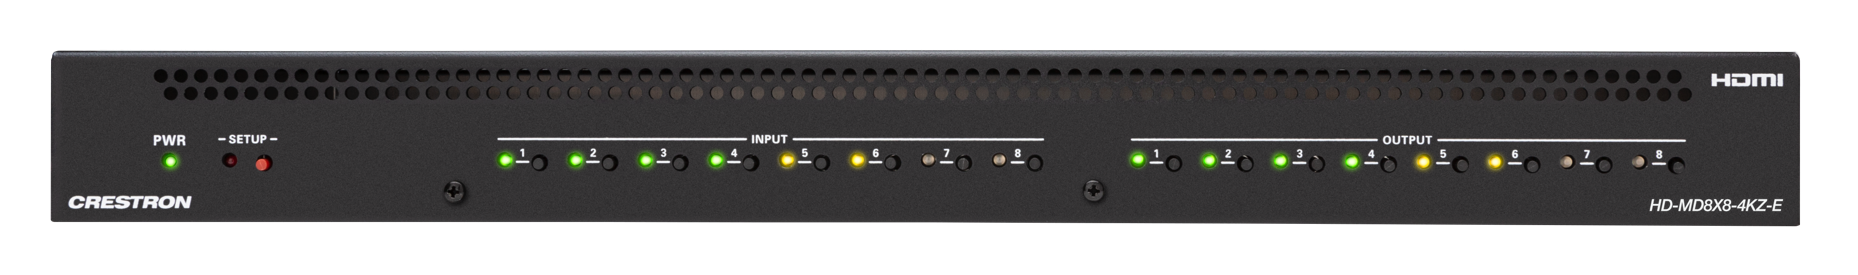 HDMI
PWR
SETUP
INPUT
OUTPUT
1 2 3 4 5 6 7 8
1 2 3 4 5 6 7 8
CRESTRON
HD-MD8X8-4KZ-E